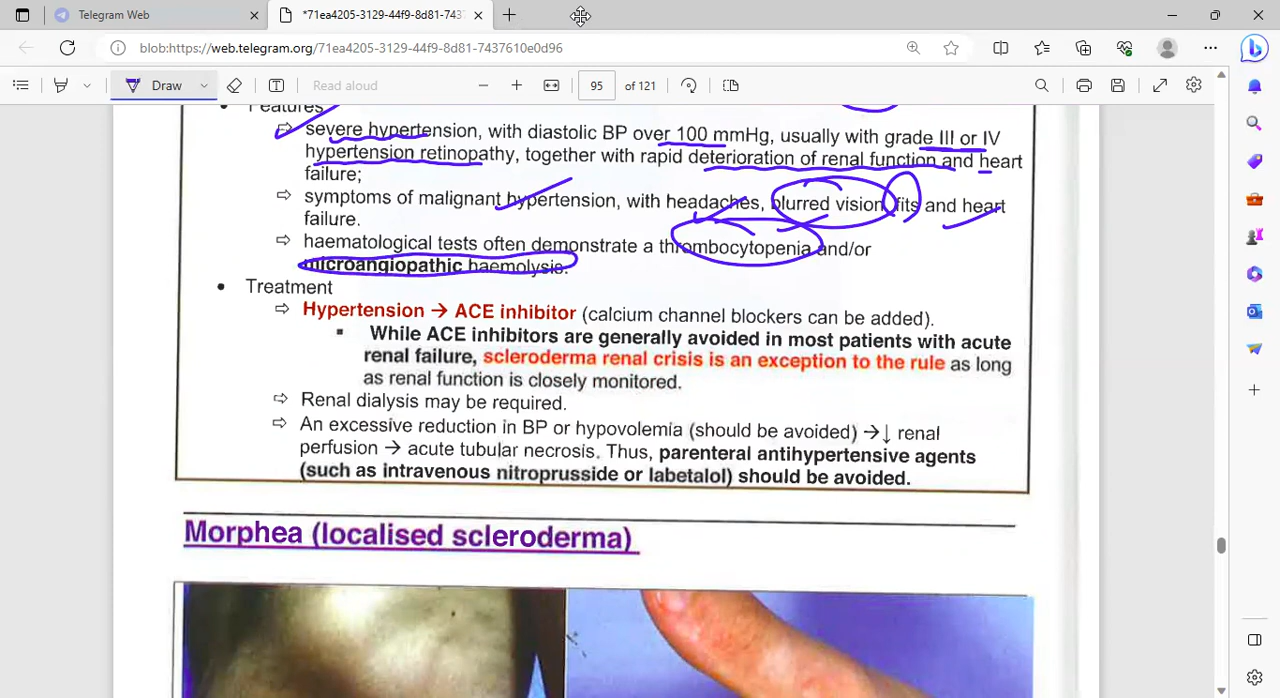 Telegram Web
*71ea4205-3129-44f9-8d81-7437
blob:https://web.telegram.org/71ea4205-3129-44f9-8d81-7437610e0d96
Draw
Read aloud
95 of 121
• Features
⇨ severe hypertension, with diastolic BP over 100 mmHg, usually with grade III or IV
hypertension retinopathy, together with rapid deterioration of renal function and heart
failure;
⇨ symptoms of malignant hypertension, with headaches, blurred vision fits and heart
failure.
⇨ haematological tests often demonstrate a thrombocytopenia and/or
microangiopathic haemolysis.
• Treatment
⇨ Hypertension → ACE inhibitor (calcium channel blockers can be added).
▪ While ACE inhibitors are generally avoided in most patients with acute
renal failure, scleroderma renal crisis is an exception to the rule as long
as renal function is closely monitored.
⇨ Renal dialysis may be required.
⇨ An excessive reduction in BP or hypovolemia (should be avoided) →↓ renal
perfusion → acute tubular necrosis. Thus, parenteral antihypertensive agents
(such as intravenous nitroprusside or labetalol) should be avoided.
Morphea (localised scleroderma)